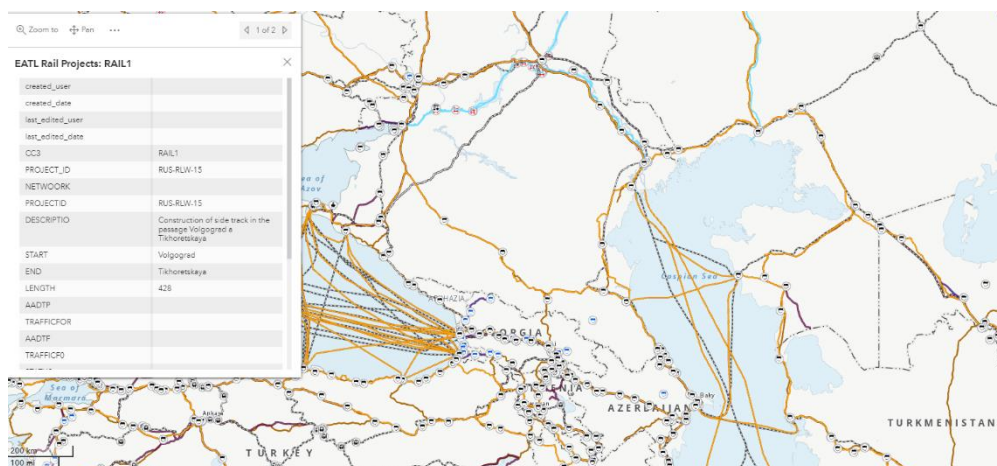 Zoom to Pan ... 1 of 2
EATL Rail Projects: RAIL1
created_user
created_date
last_edited_user
last_edited_date
CC3 RAIL1
PROJECT_ID RUS-RLW-15
NETWOORK
PROJECTID RUS-RLW-15
DESCRIPTIO Construction of side track in the
passage Volgograd a
Tikhoretskaya
START Volgograd
END Tikhoretskaya
LENGTH 428
AADTP
TRAFFICFOR
AADTF
TRAFFICF0
Sea of
Azov
Caspian Sea
Baky
AZERBAIJAN
TURKMENISTAN
Sea of
Marmara
Ankara
TURKEY
200 km
100 mi